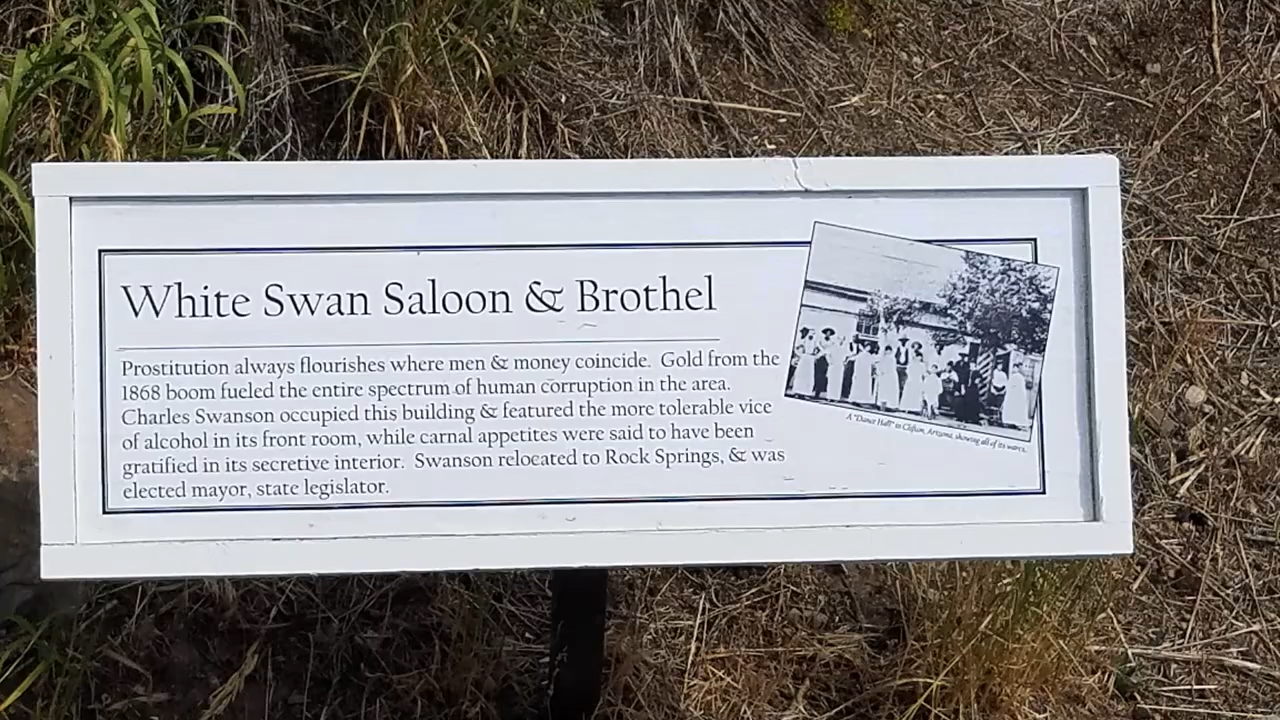 White Swan Saloon & Brothel
Prostitution always flourishes where men & money coincide. Gold from the
1868 boom fueled the entire spectrum of human corruption in the area.
Charles Swanson occupied this building & featured the more tolerable vice
of alcohol in its front room, while carnal appetites were said to have been
gratified in its secretive interior. Swanson relocated to Rock Springs, & was
elected mayor, state legislator.
A "Dance Hall" in Clifton, Arizona, showing all of its wares.